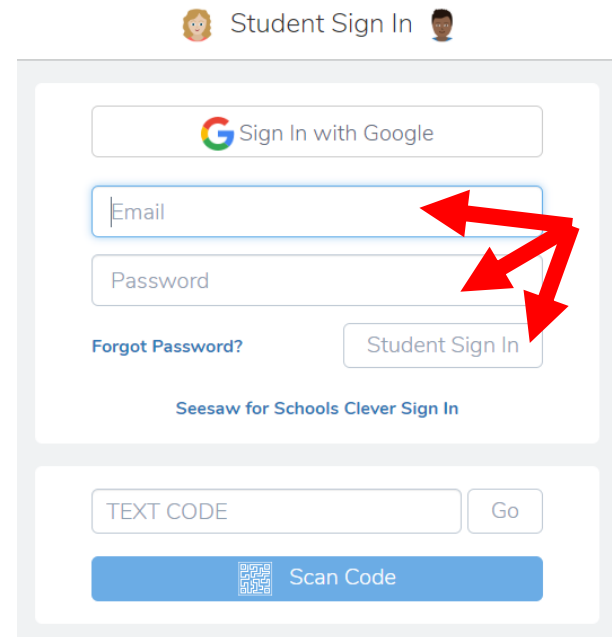 Student Sign In
Sign In with Google
Email
Password
Forgot Password?
Student Sign In
Seesaw for Schools Clever Sign In
TEXT CODE
Go
Scan Code